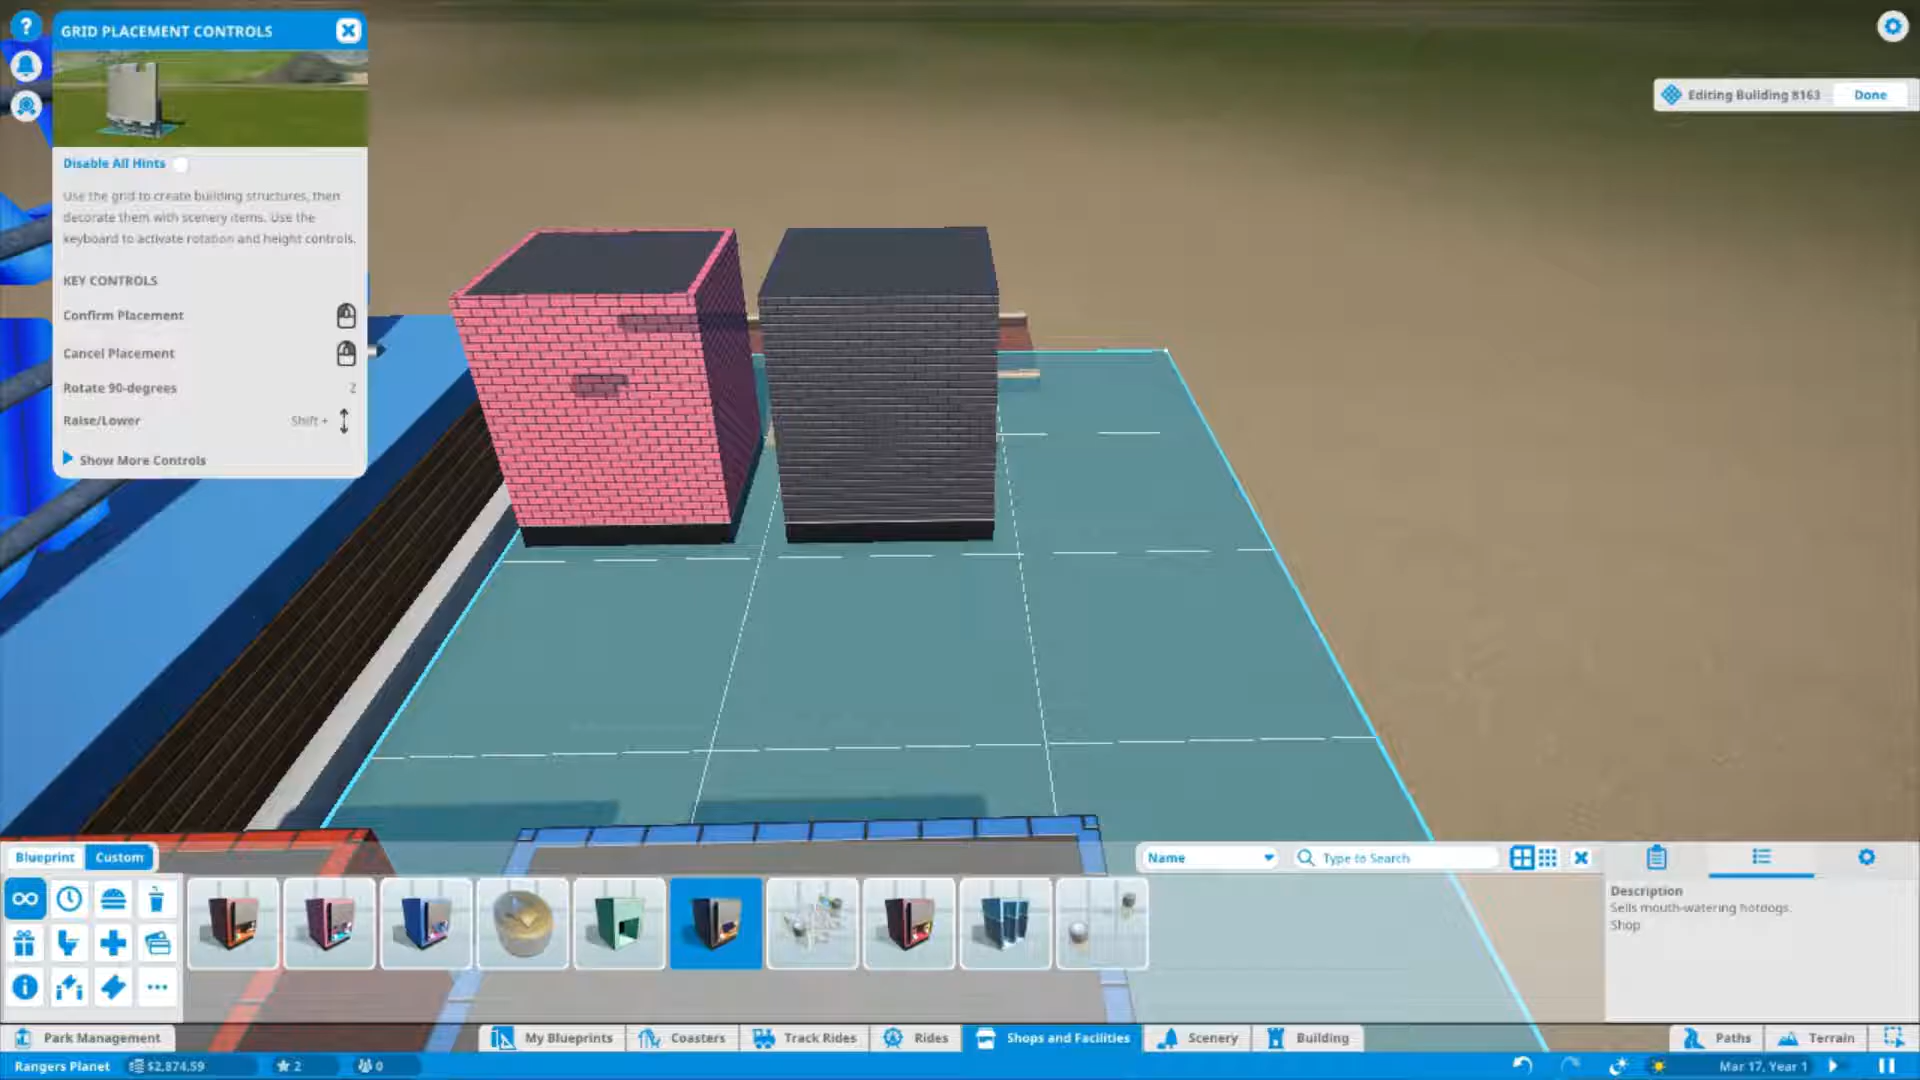 GRID PLACEMENT CONTROLS
Disable All Hints
Use the grid to create building structures, then
decorate them with scenery items. Use the
keyboard to activate rotation and height controls.
KEY CONTROLS
Confirm Placement
Cancel Placement
Rotate 90-degrees Z
Raise/Lower Shift +
Show More Controls
Editing Building 8163 Done
Blueprint Custom
Name Type to Search
Description
Sells mouth-watering hotdogs.
Shop
Park Management My Blueprints Coasters Track Rides Rides Shops and Facilities Scenery Building Paths Terrain
Rangers Planet $2,874.59 2 0 Mar 17, Year 1